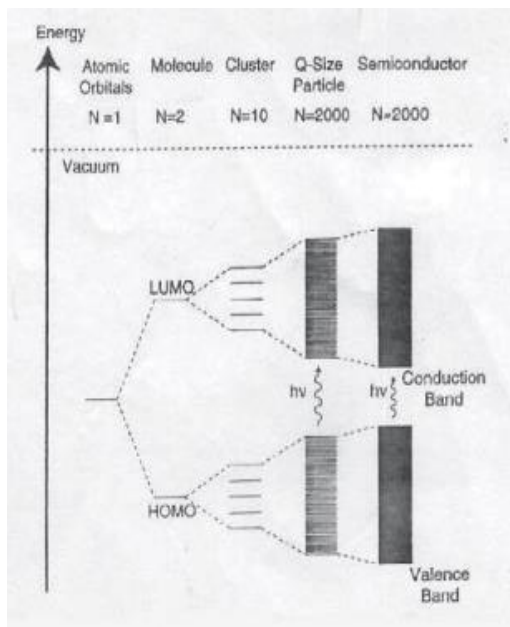 Energy
Atomic Molecule Cluster Q-Size Semiconductor
Orbitals Particle
N=1 N=2 N=10 N=2000 N=2000
Vacuum
LUMO
hν hν
Conduction
Band
HOMO
Valence
Band